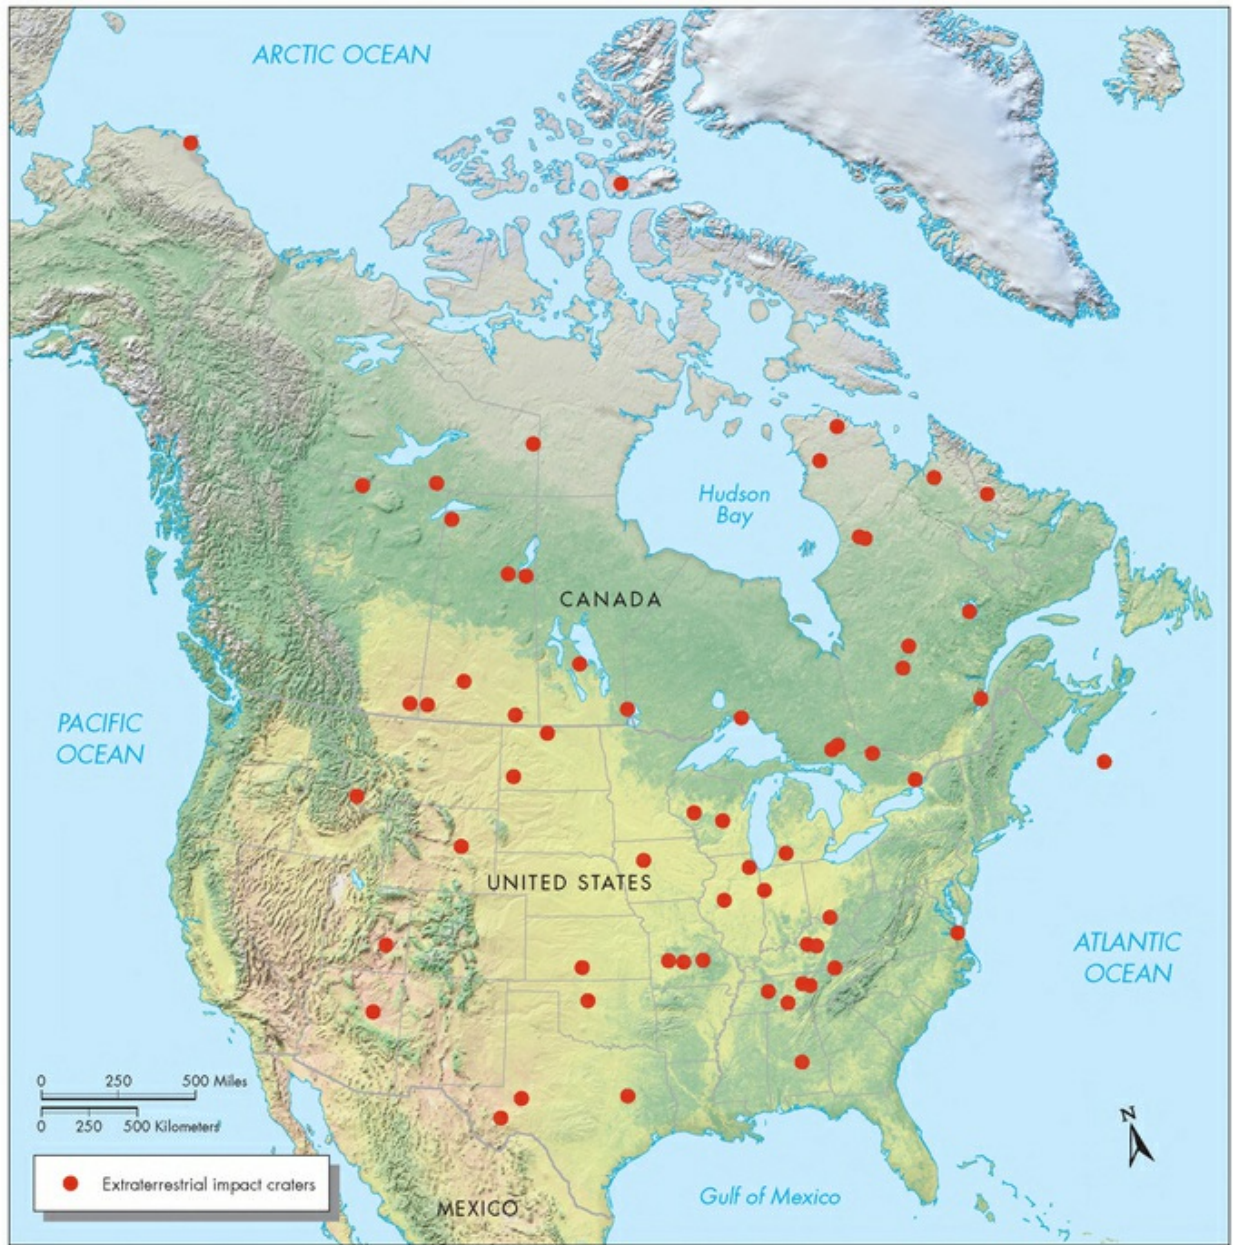 ARCTIC OCEAN
Hudson
Bay
CANADA
PACIFIC
OCEAN
UNITED STATES
ATLANTIC
OCEAN
0 250 500 Miles
0 250 500 Kilometers
N
Extraterrestrial impact craters
MEXICO
Gulf of Mexico